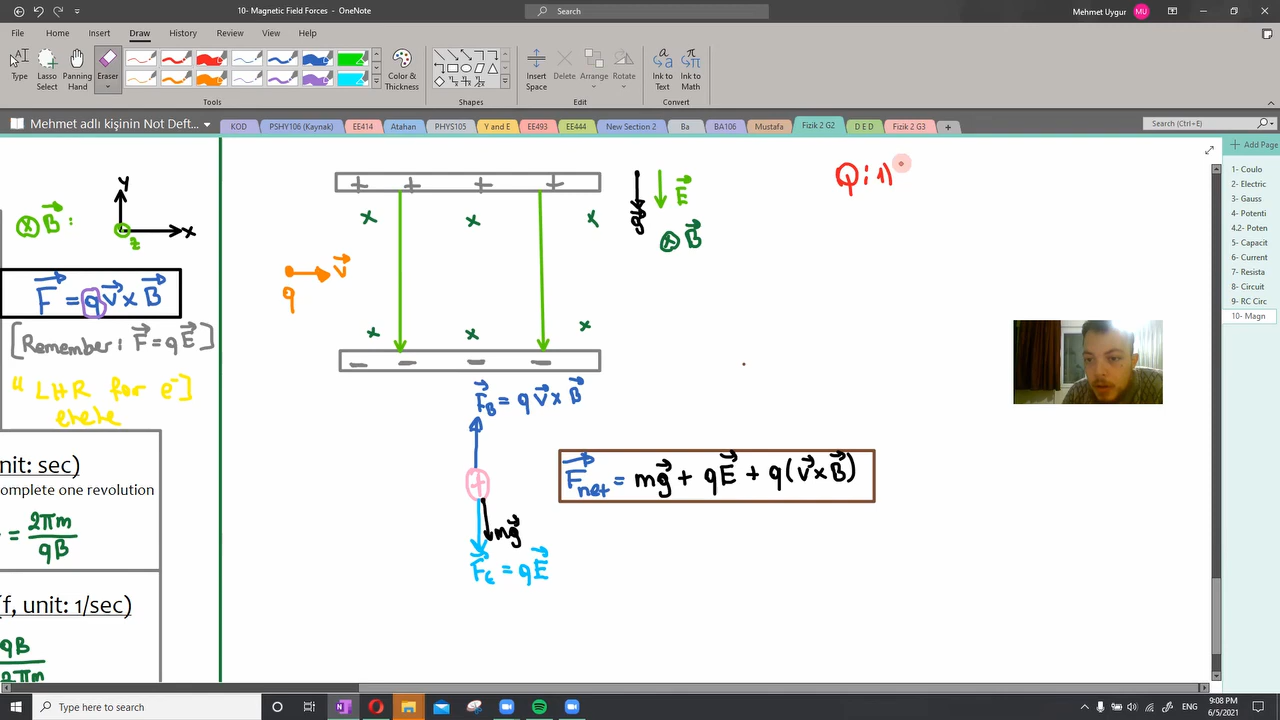 10- Magnetic Field Forces - OneNote
Search
Mehmet Uygur
MU
File Home Insert Draw History Review View Help
Type
Lasso Select
Panning Hand
Eraser
Color & Thickness
Insert Space
Delete
Arrange
Rotate
Ink to Text
Ink to Math
Tools
Shapes
Edit
Convert
Mehmet adlı kişinin Not Deft...
KOD PSHY106 (Kaynak) EE414 Atahan PHYS105 Y and E EE493 EE444 New Section 2 Ba BA106 Mustafa Fizik 2 G2 D E D Fizik 2 G3 +
Search (Ctrl+E)
Add Page
1- Coulo
2- Electric
3- Gauss
4- Potenti
4.2- Poten
5- Capacit
6- Current
7- Resista
8- Circuit
9- RC Circ
10- Magn
⊗B⃗ :
Y
X
Z
F⃗ = qv⃗ x B⃗
[Remember: F⃗ = qE⃗]
" LHR for e⁻]
nit: sec)
complete one revolution
= 2πm / qB
(f, unit: 1/sec)
qB / 2πm
+ + + +
x x x
q v⃗
x x x
− − − −
g⃗
E⃗
⊗ B⃗
F⃗B = qv⃗ x B⃗
+
mg⃗
F⃗net = mg⃗ + qE⃗ + q(v⃗ x B⃗)
Q: 1)
Type here to search
ENG
9:08 PM
6/5/2021